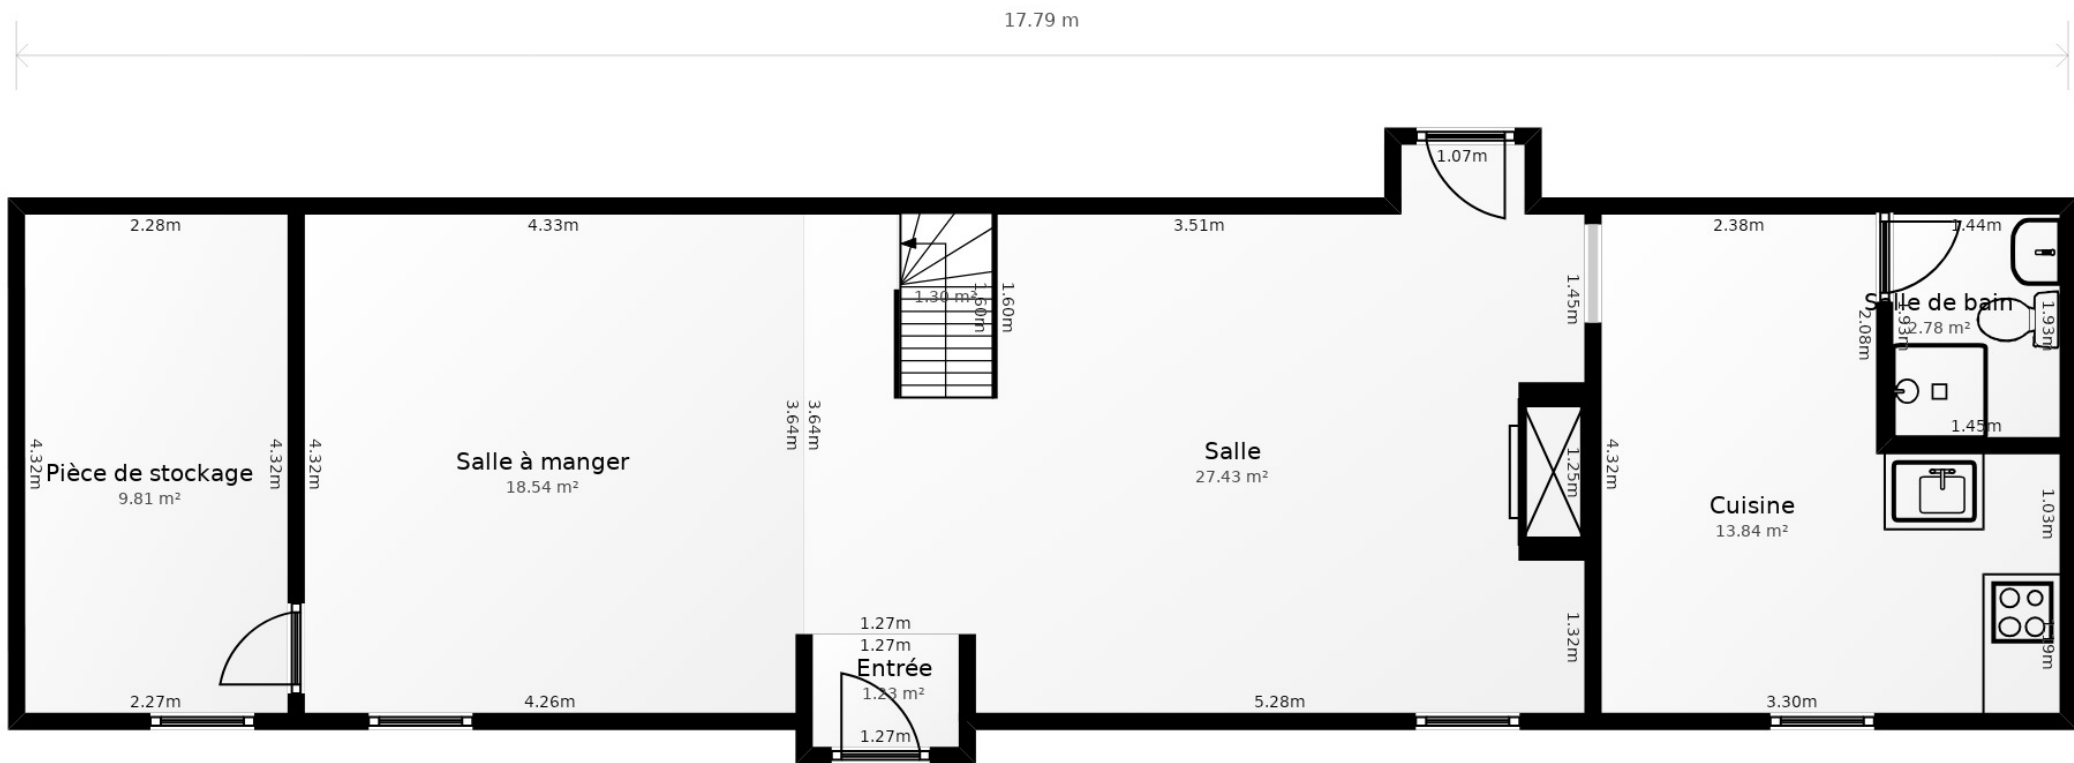 17.79 m
1.07m
2.28m
4.33m
3.51m
2.38m
1.44m
1.30 m²
1.60m
1.60m
1.45m
Salle de bain
2.78 m²
1.93m
1.93m
2.08m
3.64m
3.64m
1.45m
4.32m
Pièce de stockage
9.81 m²
4.32m
4.32m
Salle à manger
18.54 m²
Salle
27.43 m²
1.25m
4.32m
Cuisine
13.84 m²
1.03m
1.27m
1.27m
Entrée
1.23 m²
1.32m
2.27m
4.26m
5.28m
3.30m
1.27m